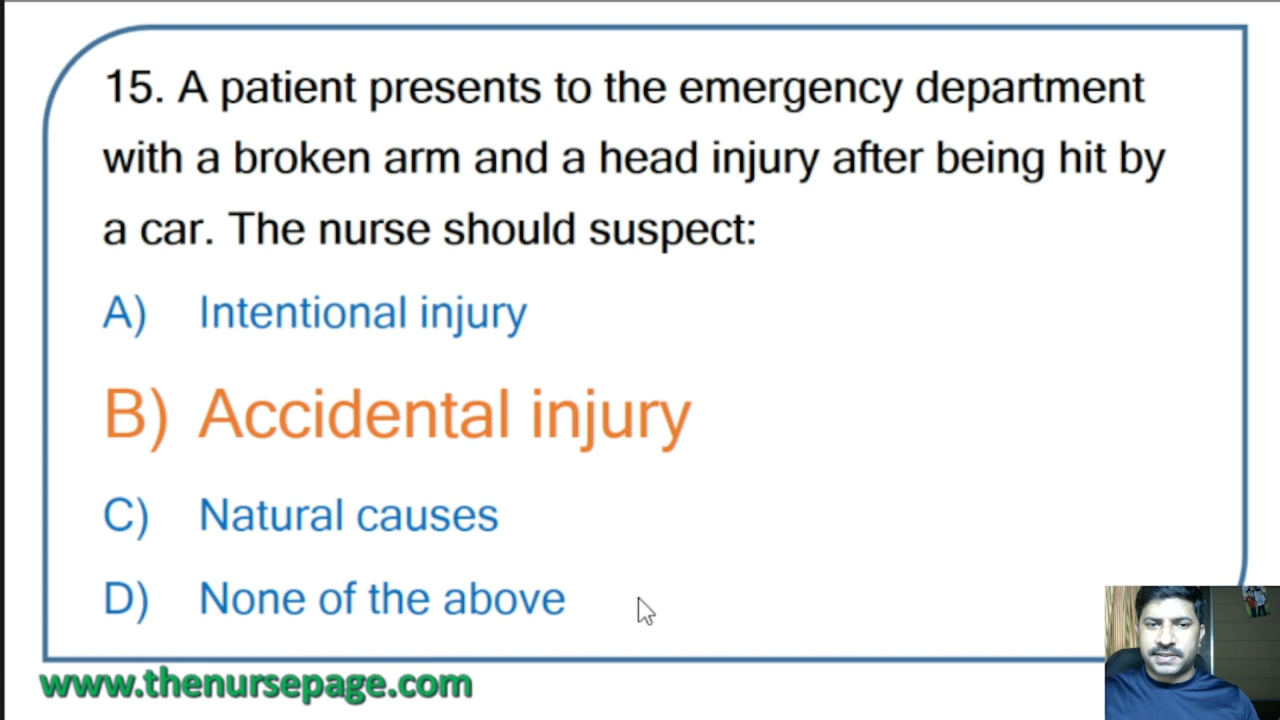 15. A patient presents to the emergency department
with a broken arm and a head injury after being hit by
a car. The nurse should suspect:
A) Intentional injury
B) Accidental injury
C) Natural causes
D) None of the above
www.thenursepage.com